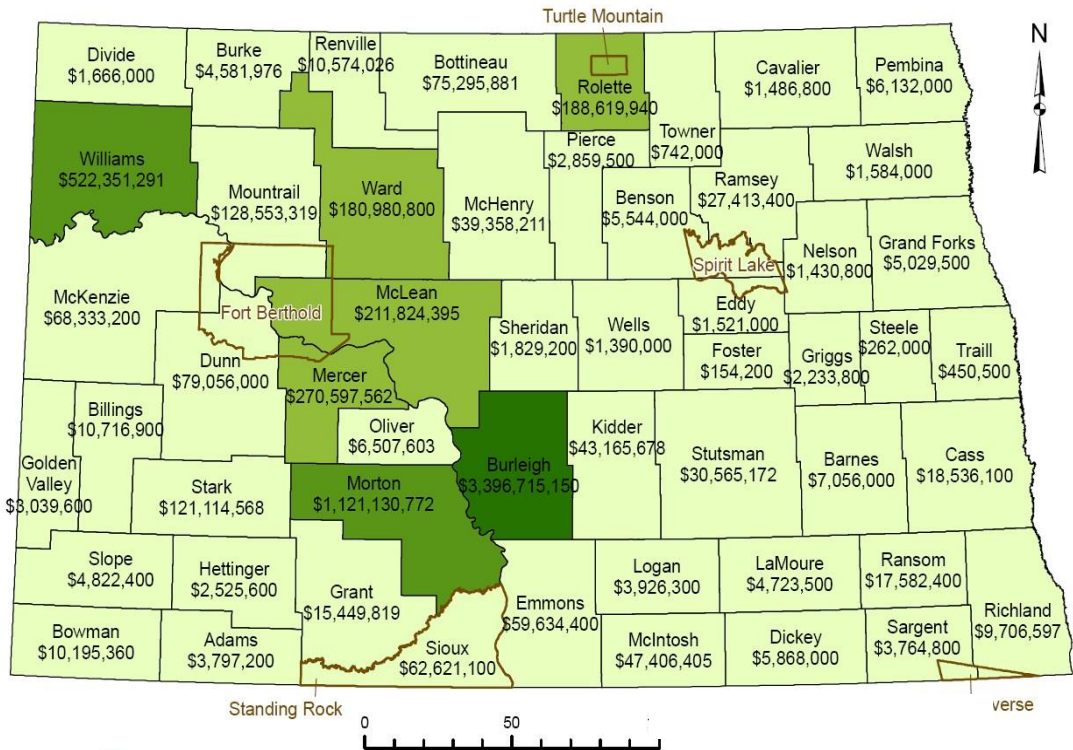 Turtle Mountain
N
Divide
$1,666,000
Burke
$4,581,976
Renville
$10,574,026
Bottineau
$75,295,881
Rolette
$188,619,940
Cavalier
$1,486,800
Pembina
$6,132,000
Williams
$522,351,291
Mountrail
$128,553,319
Ward
$180,980,800
McHenry
$39,358,211
Pierce
$2,859,500
Towner
$742,000
Benson
$5,544,000
Ramsey
$27,413,400
Walsh
$1,584,000
Spirit Lake
Nelson
$1,430,800
Grand Forks
$5,029,500
McKenzie
$68,333,200
Fort Berthold
McLean
$211,824,395
Sheridan
$1,829,200
Wells
$1,390,000
Eddy
$1,521,000
Foster
$154,200
Griggs
$2,233,800
Steele
$262,000
Traill
$450,500
Dunn
$79,056,000
Mercer
$270,597,562
Oliver
$6,507,603
Billings
$10,716,900
Golden
Valley
$3,039,600
Stark
$121,114,568
Morton
$1,121,130,772
Burleigh
$3,396,715,150
Kidder
$43,165,678
Stutsman
$30,565,172
Barnes
$7,056,000
Cass
$18,536,100
Slope
$4,822,400
Hettinger
$2,525,600
Grant
$15,449,819
Emmons
$59,634,400
Logan
$3,926,300
LaMoure
$4,723,500
Ransom
$17,582,400
Richland
$9,706,597
Bowman
$10,195,360
Adams
$3,797,200
Sioux
$62,621,100
McIntosh
$47,406,405
Dickey
$5,868,000
Sargent
$3,764,800
Standing Rock
verse
0 50